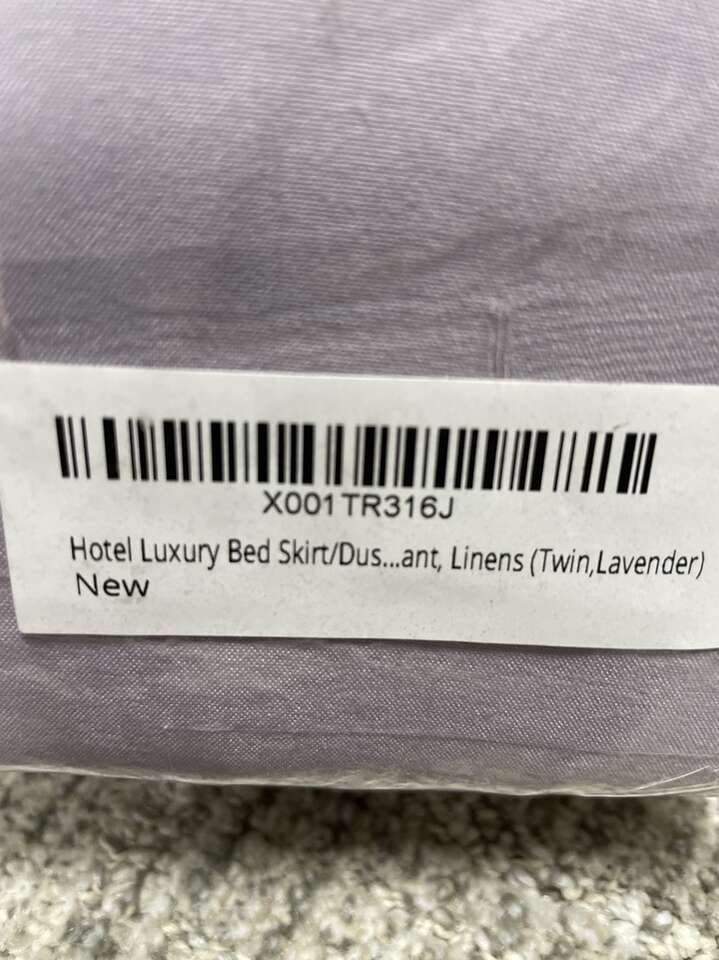 X001TR316J
Hotel Luxury Bed Skirt/Dus...ant, Linens (Twin,Lavender)
New